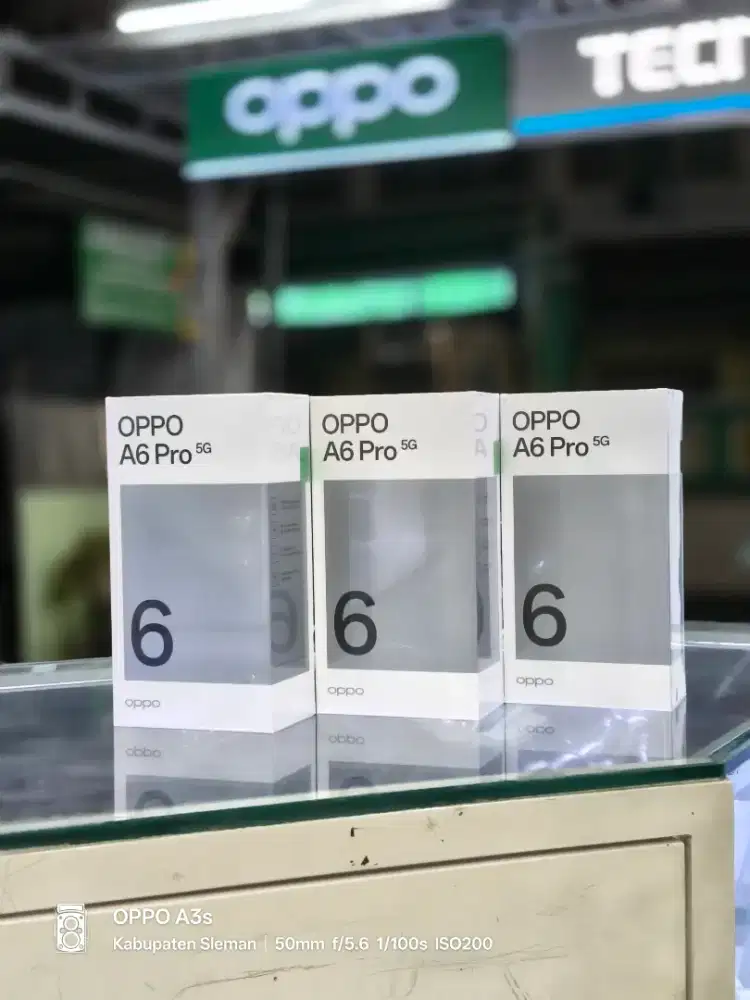 oppo
TECN
OPPO
A6 Pro 5G
6
oppo
OPPO
A6 Pro 5G
6
oppo
OPPO
A6 Pro 5G
6
oppo
OPPO A3s
Kabupaten Sleman | 50mm f/5.6 1/100s ISO200